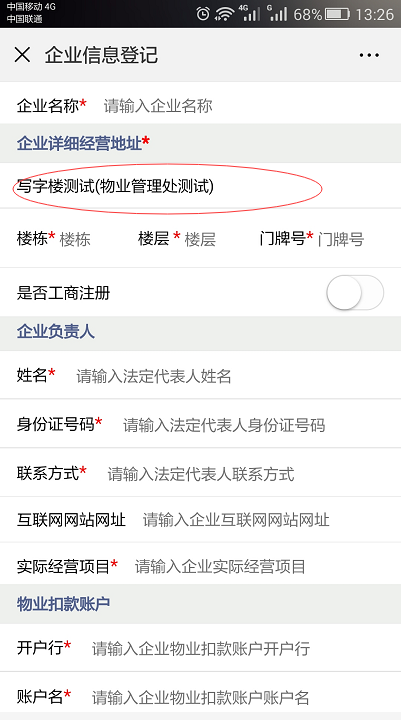 中国移动 4G
中国联通
4G G 68% 13:26
企业信息登记
企业名称* 请输入企业名称
企业详细经营地址*
写字楼测试(物业管理处测试)
楼栋* 楼栋 楼层* 楼层 门牌号* 门牌号
是否工商注册
企业负责人
姓名* 请输入法定代表人姓名
身份证号码* 请输入法定代表人身份证号码
联系方式* 请输入法定代表人联系方式
互联网网站网址 请输入企业互联网网站网址
实际经营项目* 请输入企业实际经营项目
物业扣款账户
开户行* 请输入企业物业扣款账户开户行
账户名* 请输入企业物业扣款账户账户名